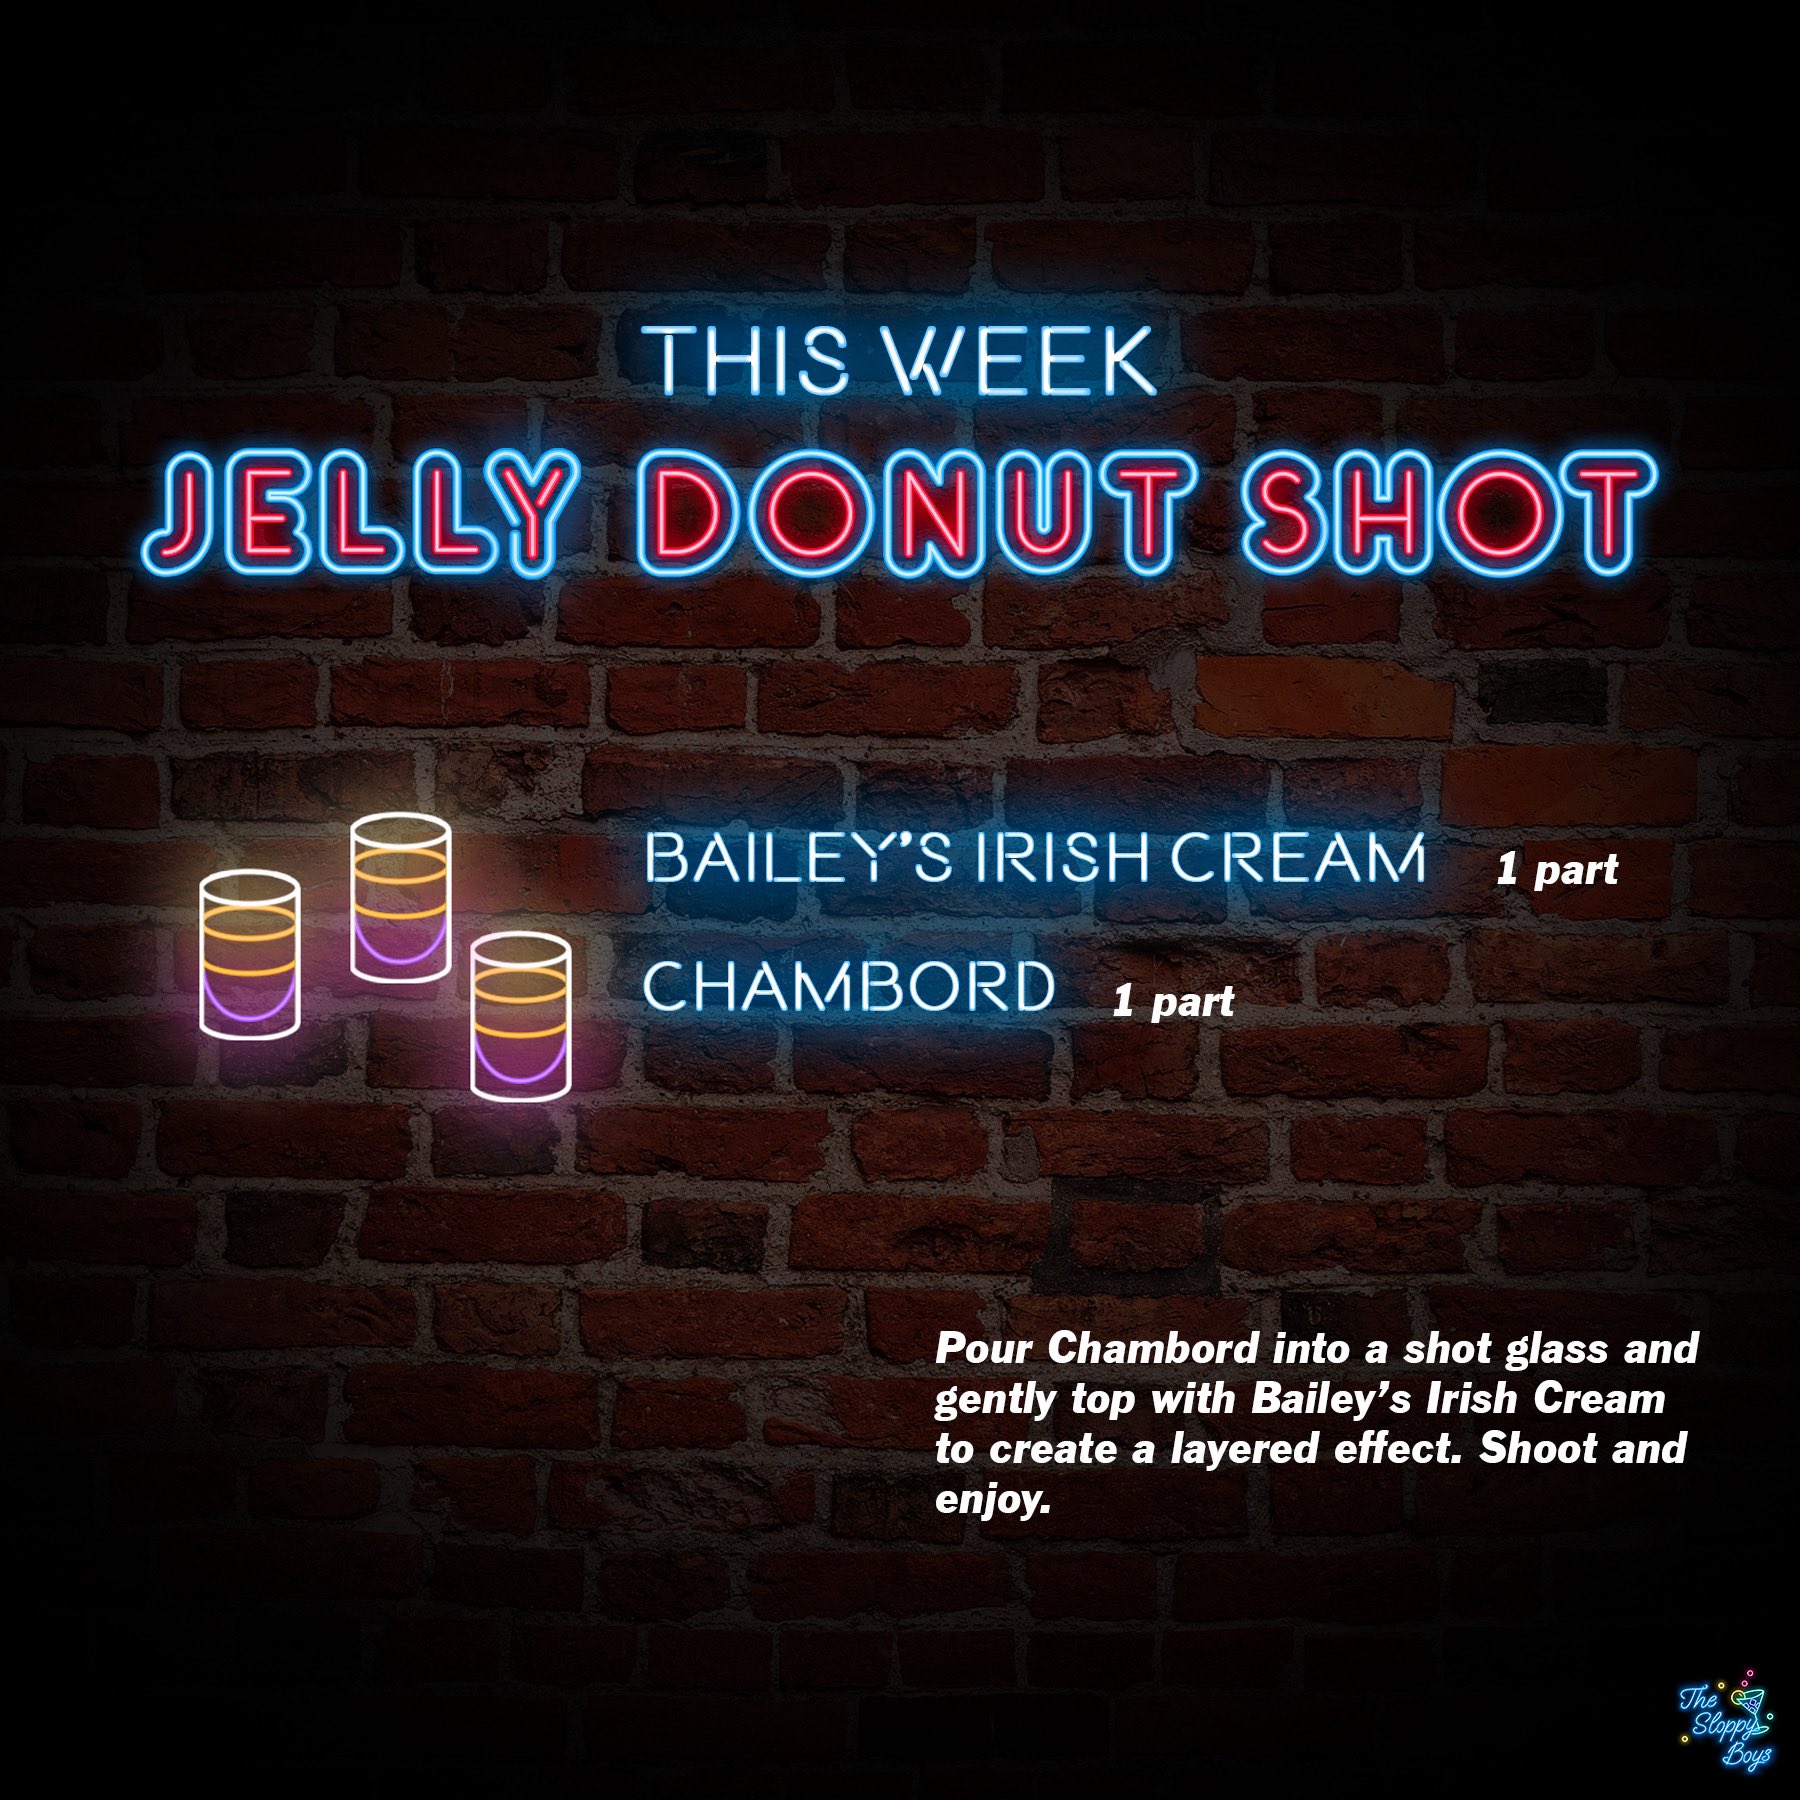 THIS WEEK
JELLY DONUT SHOT
BAILEY'S IRISH CREAM 1 part
CHAMBORD 1 part
Pour Chambord into a shot glass and
gently top with Bailey's Irish Cream
to create a layered effect. Shoot and
enjoy.
The
Sloppy
Boys